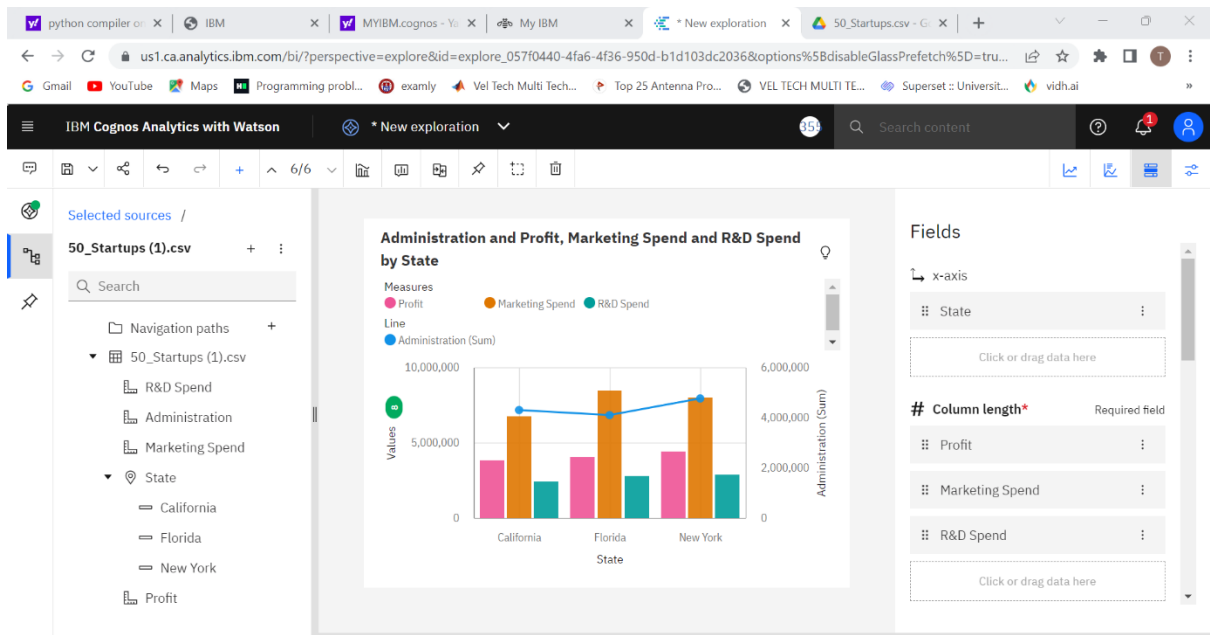 python compiler on
IBM
MYIBM.cognos - Ya
My IBM
* New exploration
50_Startups.csv - Go
us1.ca.analytics.ibm.com/bi/?perspective=explore&id=explore_057f0440-4fa6-4f36-950d-b1d103dc2036&options%5BdisableGlassPrefetch%5D=tru...
T
Gmail
YouTube
Maps
Programming probl...
examly
Vel Tech Multi Tech...
Top 25 Antenna Pro...
VEL TECH MULTI TE...
Superset :: Universit...
vidh.ai
»
IBM Cognos Analytics with Watson
* New exploration
355
Search content
1
6/6
Selected sources /
50_Startups (1).csv
Search
Navigation paths
50_Startups (1).csv
R&D Spend
Administration
Marketing Spend
State
California
Florida
New York
Profit
Administration and Profit, Marketing Spend and R&D Spend
by State
Measures
Profit
Marketing Spend
R&D Spend
Line
Administration (Sum)
10,000,000
5,000,000
0
Values
6,000,000
4,000,000
2,000,000
0
Administration (Sum)
California
Florida
New York
State
Fields
x-axis
State
Click or drag data here
# Column length*
Required field
Profit
Marketing Spend
R&D Spend
Click or drag data here